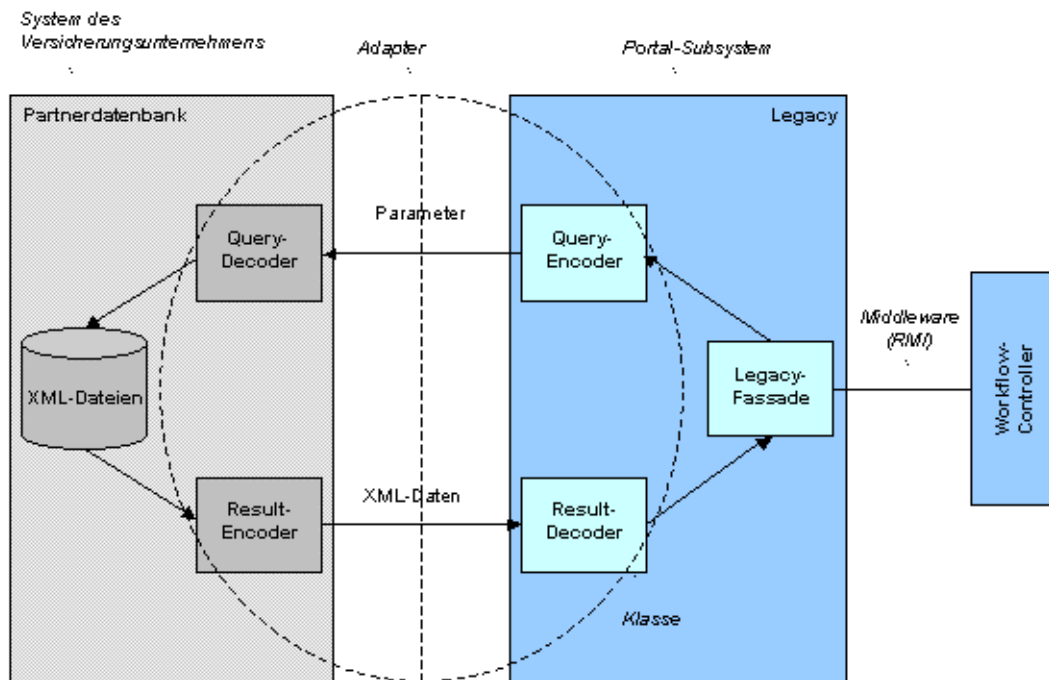 System des
Versicherungsunternehmens
Adapter
Portal-Subsystem
Partnerdatenbank
Legacy
Parameter
Query-
Decoder
Query-
Encoder
Middleware
(RMI)
XML-Dateien
Legacy-
Fassade
Workflow-
Controller
XML-Daten
Result-
Encoder
Result-
Decoder
Klasse